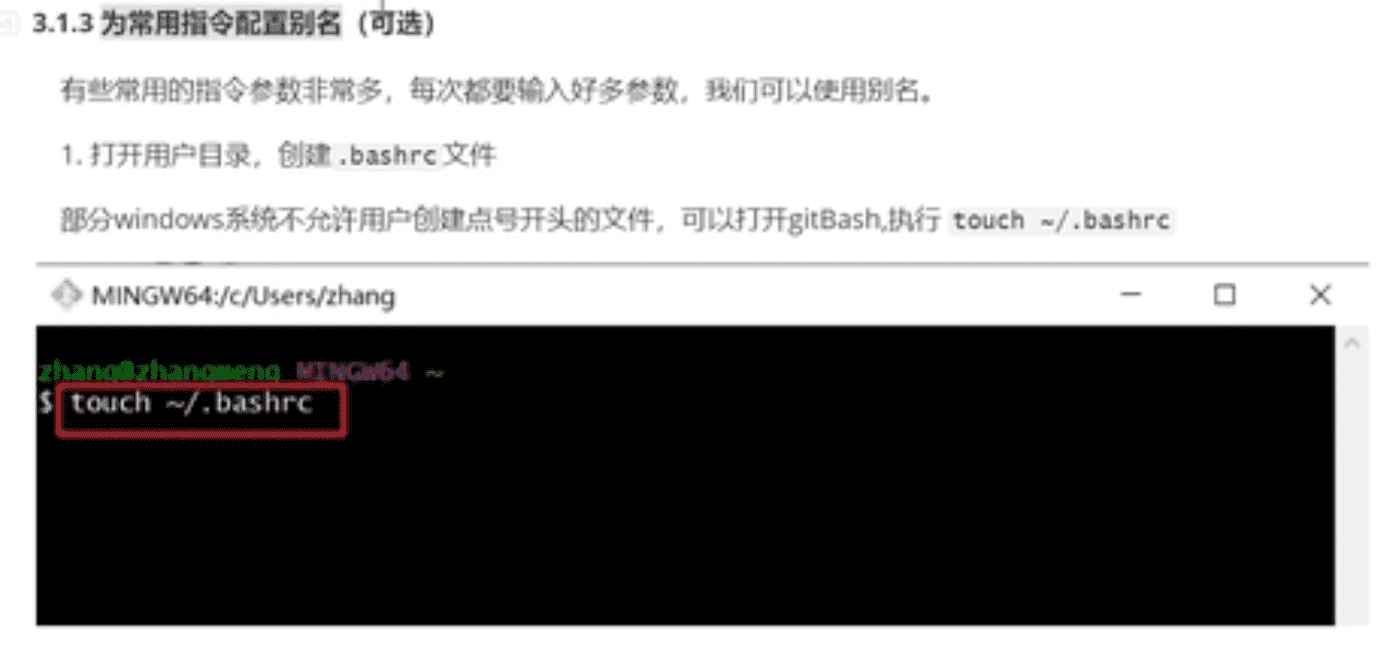 3.1.3 为常用指令配置别名（可选）
有些常用的指令参数非常多，每次都要输入好多参数，我们可以使用别名。
1. 打开用户目录，创建 .bashrc 文件
部分windows系统不允许用户创建点号开头的文件，可以打开gitBash,执行 touch ~/.bashrc
MINGW64:/c/Users/zhang
zhang@zhangmeng MINGW64 ~
$ touch ~/.bashrc